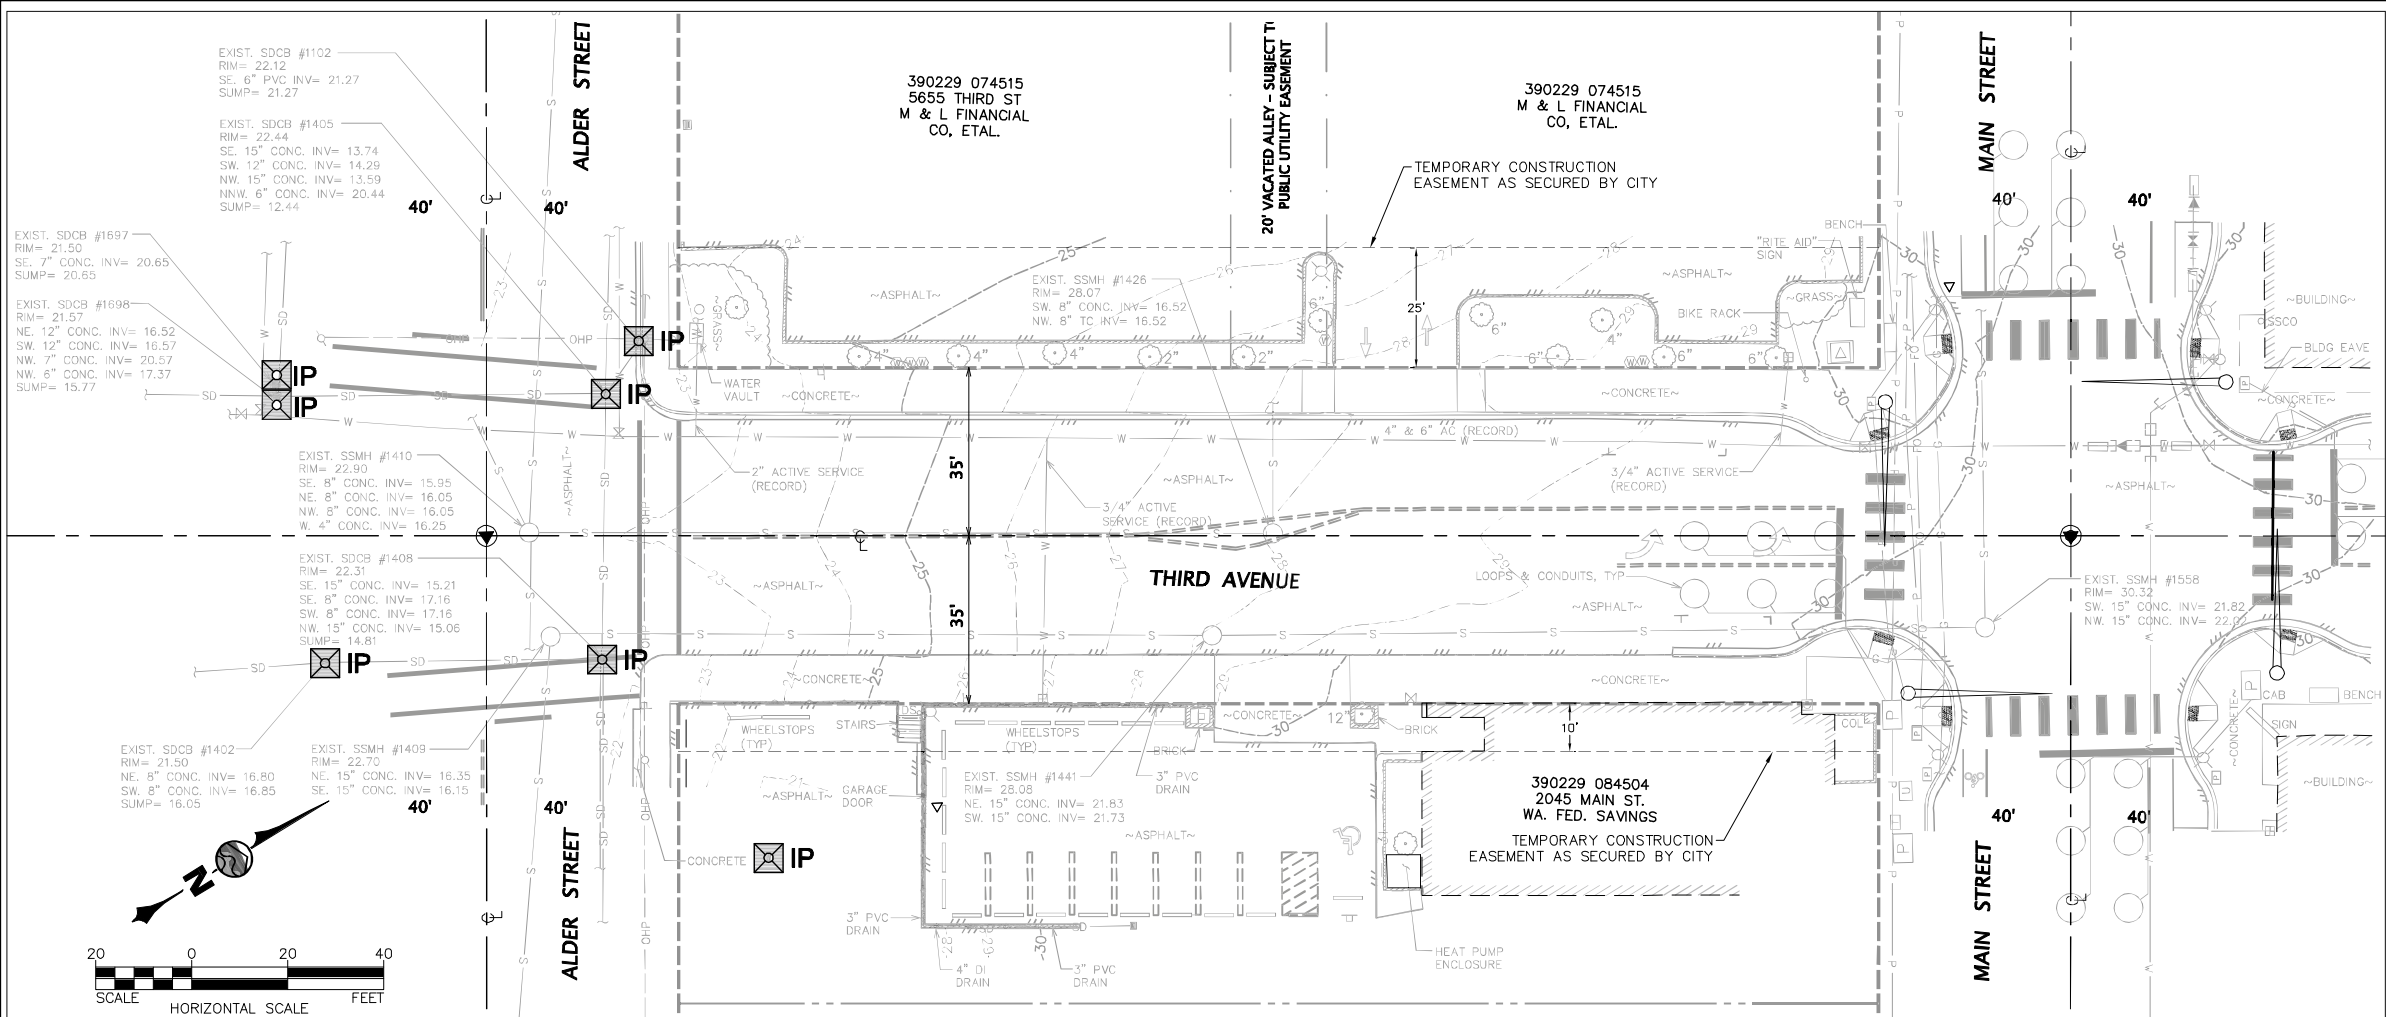 EXIST. SDCB #1102
RIM= 22.12
SE. 6" PVC INV= 21.27
SUMP= 21.27
EXIST. SDCB #1405
RIM= 22.44
SE. 15" CONC. INV= 13.74
SW. 12" CONC. INV= 14.29
NW. 15" CONC. INV= 13.59
NNW. 6" CONC. INV= 20.44
SUMP= 12.44
EXIST. SDCB #1697
RIM= 21.50
SE. 7" CONC. INV= 20.65
SUMP= 20.65
EXIST. SDCB #1698
RIM= 21.57
NE. 12" CONC. INV= 16.52
SW. 12" CONC. INV= 16.57
NW. 7" CONC. INV= 20.57
NW. 6" CONC. INV= 17.37
SUMP= 15.77
ALDER STREET
40'
40'
IP
IP
IP
IP
390229 074515
5655 THIRD ST
M & L FINANCIAL
CO, ETAL.
20' VACATED ALLEY – SUBJECT T
PUBLIC UTILITY EASEMENT
390229 074515
M & L FINANCIAL
CO, ETAL.
TEMPORARY CONSTRUCTION
EASEMENT AS SECURED BY CITY
MAIN STREET
40'
40'
BENCH
"RITE AID"
SIGN
~ASPHALT~
~GRASS~
BIKE RACK
25'
EXIST. SSMH #1426
RIM= 28.07
SW. 8" CONC. INV= 16.52
NW. 8" TC INV= 16.52
~ASPHALT~
~GRASS~
WATER
VAULT
~CONCRETE~
~CONCRETE~
~BUILDING~
SSCO
BLDG EAVE
~CONCRETE~
4" & 6" AC (RECORD)
EXIST. SSMH #1410
RIM= 22.90
SE. 8" CONC. INV= 15.95
NE. 8" CONC. INV= 16.05
NW. 8" CONC. INV= 16.05
W. 4" CONC. INV= 16.25
~ASPHALT~
2" ACTIVE SERVICE
(RECORD)
35'
~ASPHALT~
3/4" ACTIVE
SERVICE (RECORD)
3/4" ACTIVE SERVICE
(RECORD)
~ASPHALT~
EXIST. SDCB #1408
RIM= 22.31
SE. 15" CONC. INV= 15.21
SE. 8" CONC. INV= 17.16
SW. 8" CONC. INV= 17.16
NW. 15" CONC. INV= 15.06
SUMP= 14.81
~ASPHALT~
THIRD AVENUE
35'
LOOPS & CONDUITS, TYP
~ASPHALT~
EXIST. SSMH #1558
RIM= 30.32
SW. 15" CONC. INV= 21.82
NW. 15" CONC. INV=
IP
IP
~CONCRETE~
~CONCRETE~
EXIST. SDCB #1402
RIM= 21.50
NE. 8" CONC. INV= 16.80
SW. 8" CONC. INV= 16.85
SUMP= 16.05
EXIST. SSMH #1409
RIM= 22.70
NE. 15" CONC. INV= 16.35
SE. 15" CONC. INV= 16.15
40'
40'
WHEELSTOPS
(TYP)
STAIRS
DS
WHEELSTOPS
(TYP)
BRICK
~CONCRETE~
12"
BRICK
10'
COL
CAB
BENCH
SIGN
~CONCRETE~
~BUILDING~
~ASPHALT~
GARAGE
DOOR
EXIST. SSMH #1441
RIM= 28.08
NE. 15" CONC. INV= 21.83
SW. 15" CONC. INV= 21.73
3" PVC
DRAIN
~ASPHALT~
390229 084504
2045 MAIN ST.
WA. FED. SAVINGS
TEMPORARY CONSTRUCTION
EASEMENT AS SECURED BY CITY
40'
40'
ALDER STREET
MAIN STREET
CONCRETE
IP
3" PVC
DRAIN
4" DI
DRAIN
3" PVC
DRAIN
HEAT PUMP
ENCLOSURE
N
20 0 20 40
SCALE FEET
HORIZONTAL SCALE